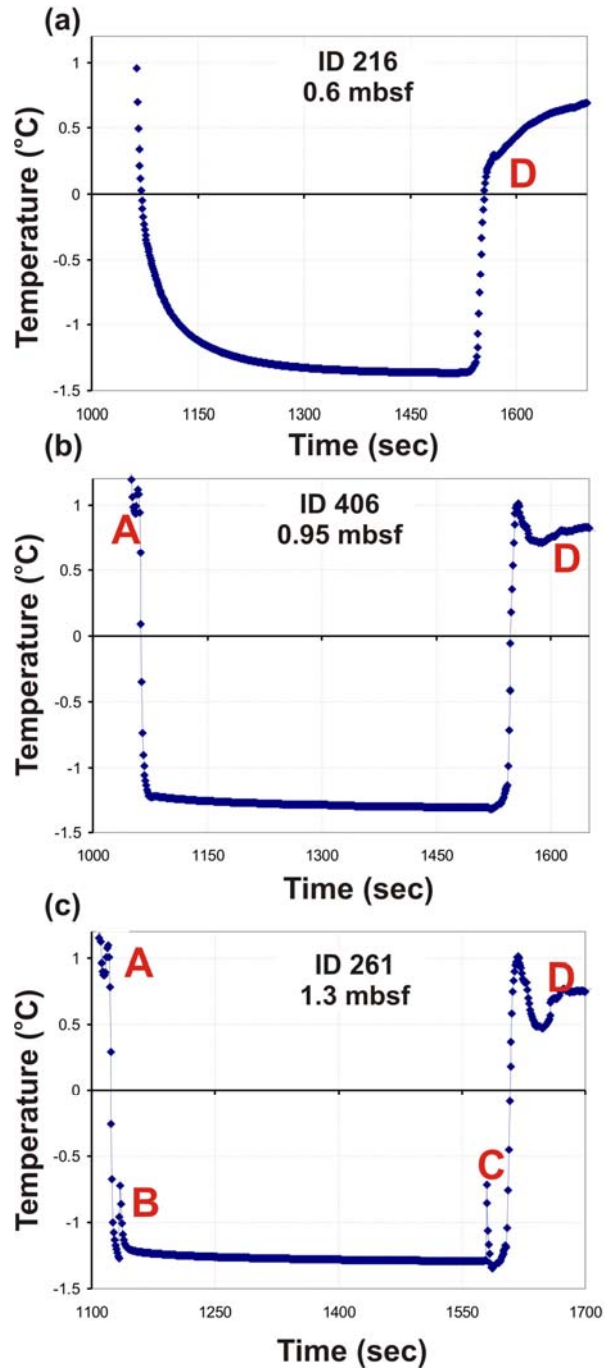 (a)
ID 216
0.6 mbsf
Temperature (°C)
1
0.5
0
-0.5
-1
-1.5
D
1000 1150 1300 1450 1600
Time (sec)
(b)
ID 406
0.95 mbsf
Temperature (°C)
1
0.5
0
-0.5
-1
-1.5
A
D
1000 1150 1300 1450 1600
Time (sec)
(c)
ID 261
1.3 mbsf
Temperature (°C)
1
0.5
0
-0.5
-1
-1.5
A
D
B
C
1100 1250 1400 1550 1700
Time (sec)